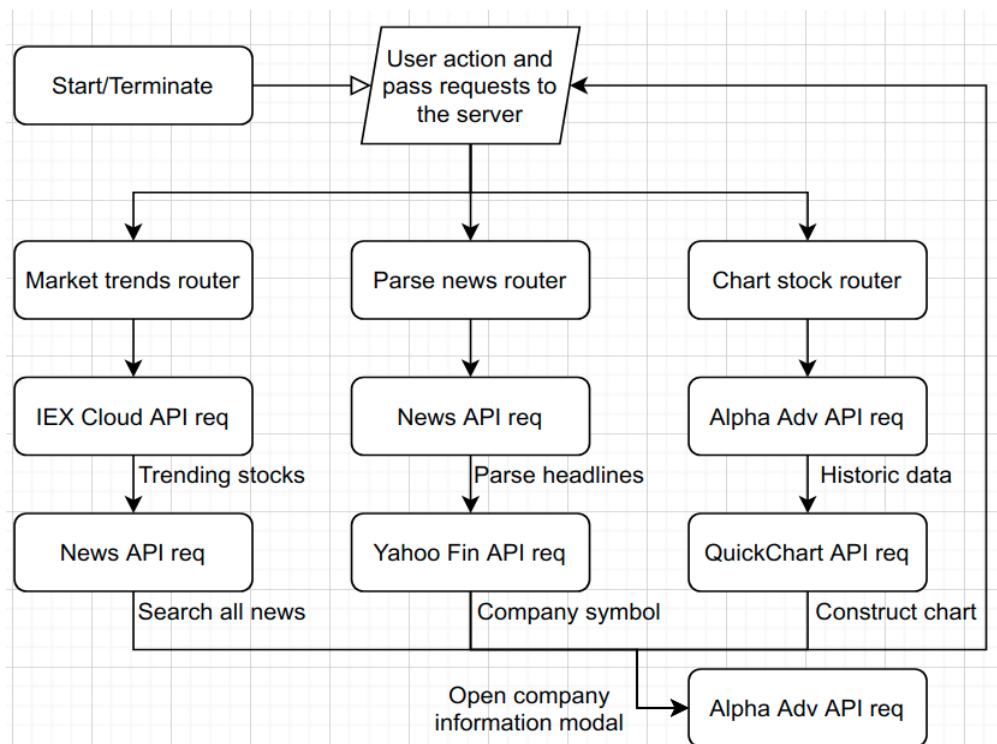 Start/Terminate
User action and
pass requests to
the server
Market trends router
Parse news router
Chart stock router
IEX Cloud API req
News API req
Alpha Adv API req
Trending stocks
Parse headlines
Historic data
News API req
Yahoo Fin API req
QuickChart API req
Search all news
Company symbol
Construct chart
Open company
information modal
Alpha Adv API req